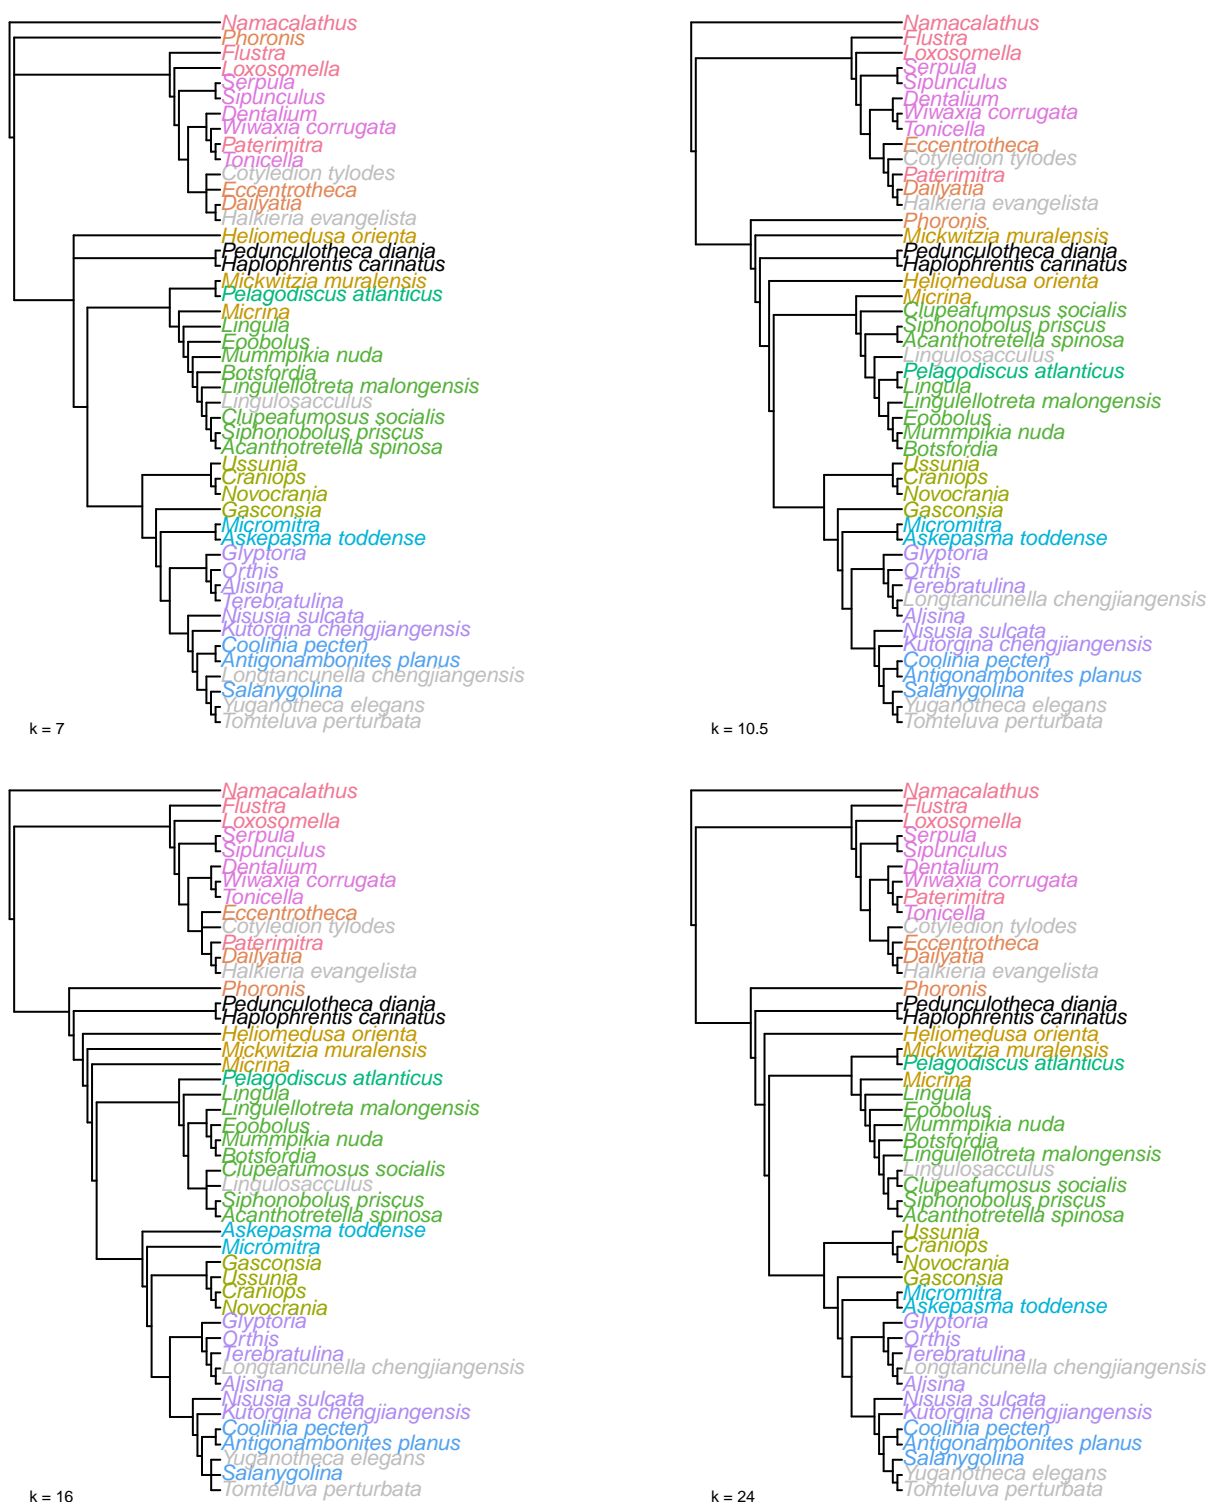 Namacalathus
Phoronis
Flustra
Loxosomella
Serpula
Sipunculus
Dentalium
Wiwaxia corrugata
Paterimitra
Tonicella
Cotyledion tylodes
Eccentrotheca
Dailyatia
Halkieria evangelista
Heliomedusa orienta
Pedunculotheca diania
Haplophrentis carinatus
Mickwitzia muralensis
Pelagodiscus atlanticus
Micrina
Lingula
Eoobolus
Mummpikia nuda
Botsfordia
Lingulellotreta malongensis
Lingulosacculus
Clupeafumosus socialis
Siphonobolus priscus
Acanthotretella spinosa
Ussunia
Craniops
Novocrania
Gasconsia
Micromitra
Askepasma toddense
Glyptoria
Orthis
Alisina
Terebratulina
Nisusia sulcata
Kutorgina chengjiangensis
Coolinia pecten
Antigonambonites planus
Longtancunella chengjiangensis
Salanygolina
Yuganotheca elegans
Tomteluva perturbata
k = 7
Namacalathus
Flustra
Loxosomella
Serpula
Sipunculus
Dentalium
Wiwaxia corrugata
Tonicella
Eccentrotheca
Cotyledion tylodes
Paterimitra
Dailyatia
Halkieria evangelista
Phoronis
Mickwitzia muralensis
Pedunculotheca diania
Haplophrentis carinatus
Heliomedusa orienta
Micrina
Clupeafumosus socialis
Siphonobolus priscus
Acanthotretella spinosa
Lingulosacculus
Pelagodiscus atlanticus
Lingula
Lingulellotreta malongensis
Eoobolus
Mummpikia nuda
Botsfordia
Ussunia
Craniops
Novocrania
Gasconsia
Micromitra
Askepasma toddense
Glyptoria
Orthis
Terebratulina
Longtancunella chengjiangensis
Alisina
Nisusia sulcata
Kutorgina chengjiangensis
Coolinia pecten
Antigonambonites planus
Salanygolina
Yuganotheca elegans
Tomteluva perturbata
k = 10.5
Namacalathus
Flustra
Loxosomella
Serpula
Sipunculus
Dentalium
Wiwaxia corrugata
Tonicella
Eccentrotheca
Cotyledion tylodes
Paterimitra
Dailyatia
Halkieria evangelista
Phoronis
Pedunculotheca diania
Haplophrentis carinatus
Heliomedusa orienta
Mickwitzia muralensis
Micrina
Pelagodiscus atlanticus
Lingula
Lingulellotreta malongensis
Eoobolus
Mummpikia nuda
Botsfordia
Clupeafumosus socialis
Lingulosacculus
Siphonobolus priscus
Acanthotretella spinosa
Askepasma toddense
Micromitra
Gasconsia
Ussunia
Craniops
Novocrania
Glyptoria
Orthis
Terebratulina
Longtancunella chengjiangensis
Alisina
Nisusia sulcata
Kutorgina chengjiangensis
Coolinia pecten
Antigonambonites planus
Yuganotheca elegans
Salanygolina
Tomteluva perturbata
k = 16
Namacalathus
Flustra
Loxosomella
Serpula
Sipunculus
Dentalium
Wiwaxia corrugata
Paterimitra
Tonicella
Cotyledion tylodes
Eccentrotheca
Dailyatia
Halkieria evangelista
Phoronis
Pedunculotheca diania
Haplophrentis carinatus
Heliomedusa orienta
Mickwitzia muralensis
Pelagodiscus atlanticus
Micrina
Lingula
Eoobolus
Mummpikia nuda
Botsfordia
Lingulellotreta malongensis
Lingulosacculus
Clupeafumosus socialis
Siphonobolus priscus
Acanthotretella spinosa
Ussunia
Craniops
Novocrania
Gasconsia
Micromitra
Askepasma toddense
Glyptoria
Orthis
Terebratulina
Longtancunella chengjiangensis
Alisina
Nisusia sulcata
Kutorgina chengjiangensis
Coolinia pecten
Antigonambonites planus
Salanygolina
Yuganotheca elegans
Tomteluva perturbata
k = 24